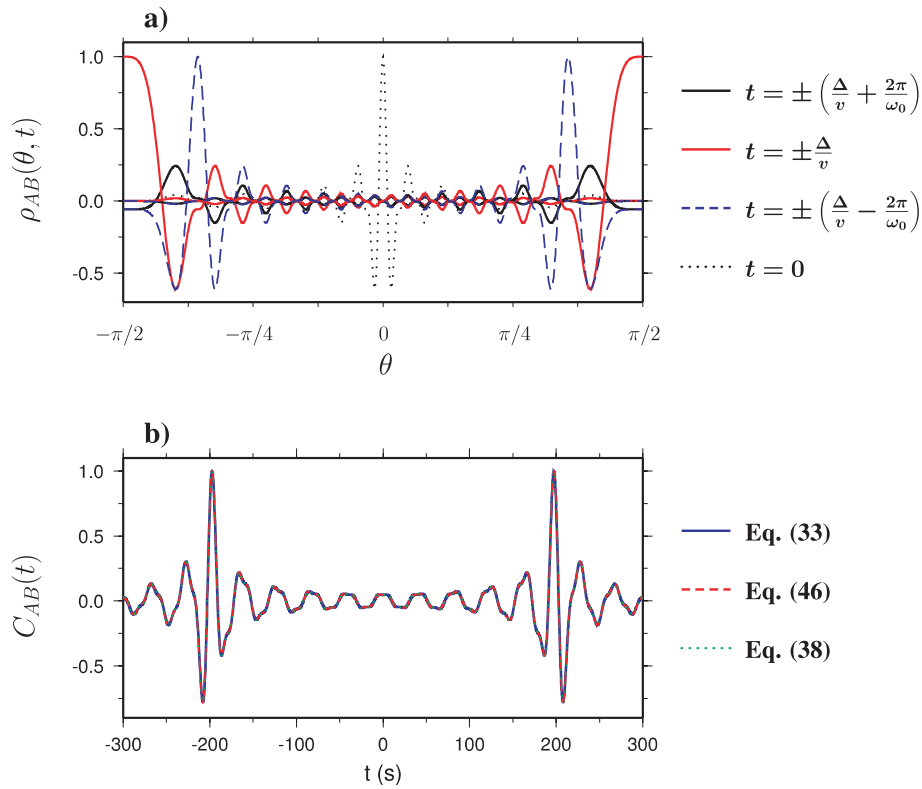 a)
1.0
0.5
0.0
-0.5
ρ_AB(θ, t)
−π/2
−π/4
0
π/4
π/2
θ
t = ±(Δ/v + 2π/ω₀)
t = ±Δ/v
t = ±(Δ/v − 2π/ω₀)
t = 0
b)
1.0
0.5
0.0
-0.5
C_AB(t)
-300
-200
-100
0
100
200
300
t (s)
Eq. (33)
Eq. (46)
Eq. (38)